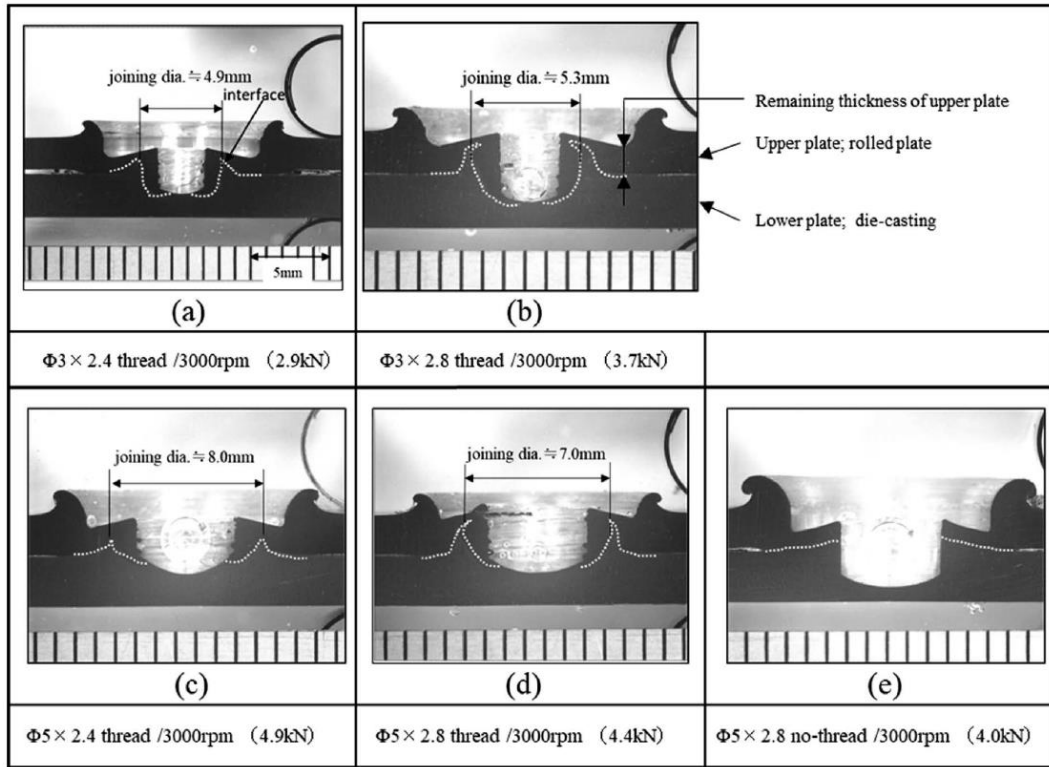 joining dia.≒4.9mm
interface
5mm
(a)
joining dia.≒5.3mm
Remaining thickness of upper plate
Upper plate; rolled plate
Lower plate; die-casting
(b)
Φ3×2.4 thread /3000rpm (2.9kN)
Φ3×2.8 thread /3000rpm (3.7kN)
joining dia.≒8.0mm
(c)
joining dia.≒7.0mm
(d)
(e)
Φ5×2.4 thread /3000rpm (4.9kN)
Φ5×2.8 thread /3000rpm (4.4kN)
Φ5×2.8 no-thread/3000rpm (4.0kN)